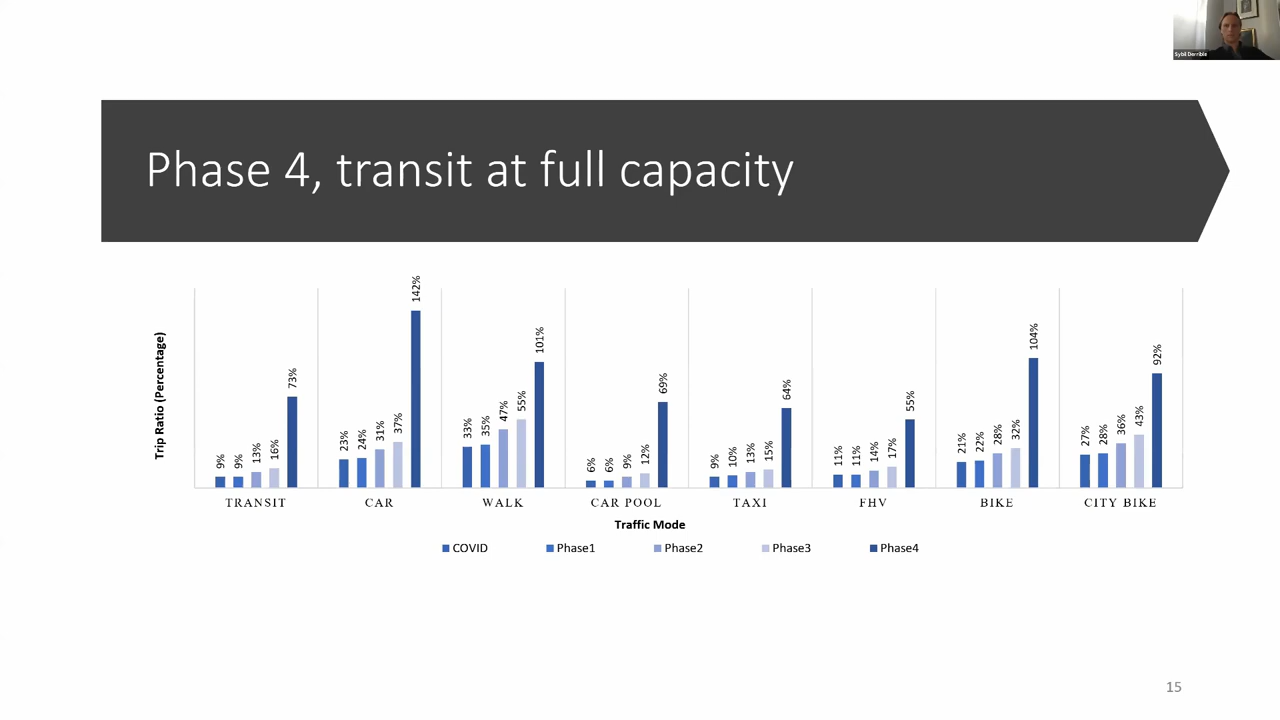 Sybil Derrible
Phase 4, transit at full capacity
Trip Ratio (Percentage)
9% 9% 13% 16% 73%
23% 24% 31% 37% 142%
33% 35% 47% 55% 101%
6% 6% 9% 12% 69%
9% 10% 13% 15% 64%
11% 11% 14% 17% 55%
21% 22% 28% 32% 104%
27% 28% 36% 43% 92%
TRANSIT CAR WALK CAR POOL TAXI FHV BIKE CITY BIKE
Traffic Mode
COVID Phase1 Phase2 Phase3 Phase4
15